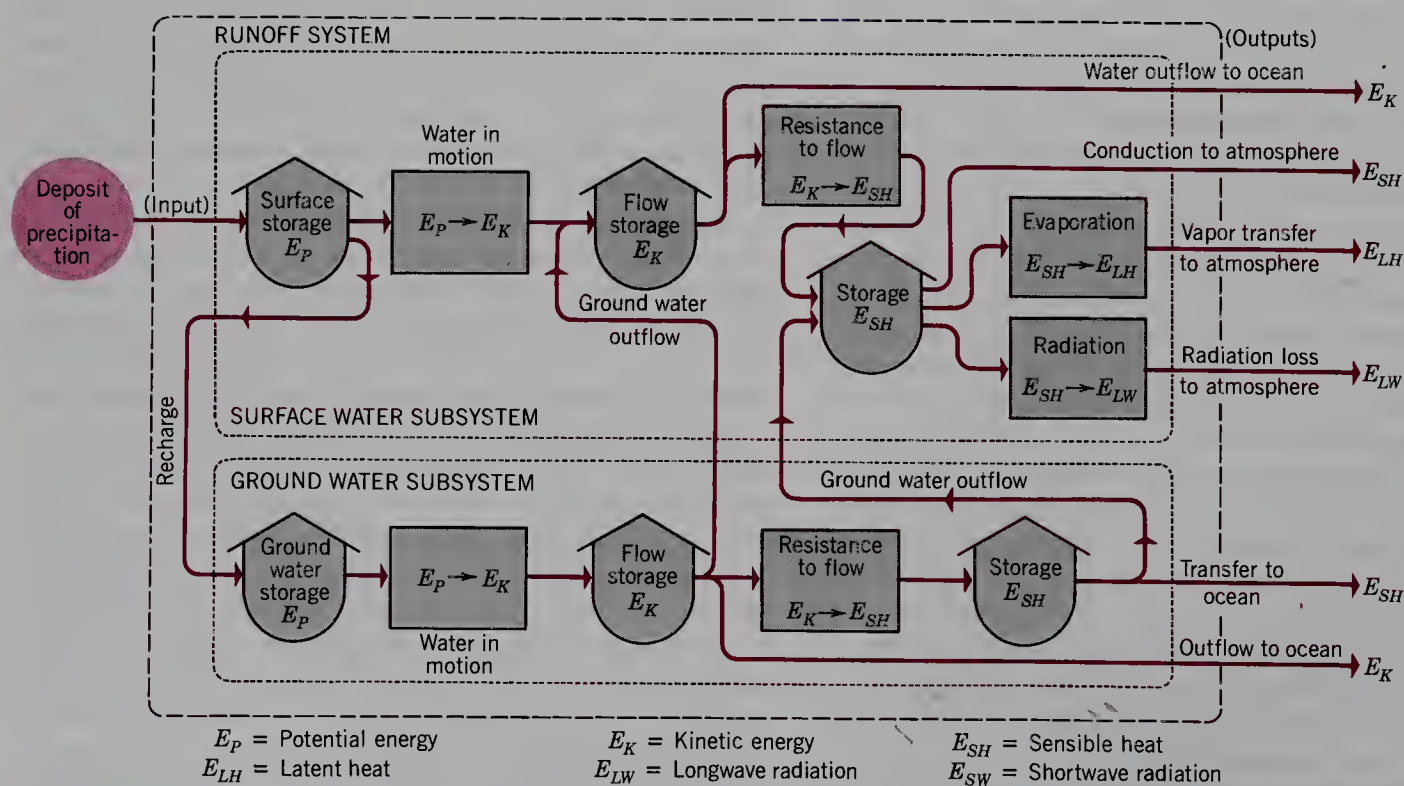 RUNOFF SYSTEM
(Outputs)
Water outflow to ocean
E_K
Deposit
of
precipita-
tion
(Input)
Surface
storage
E_P
Water in
motion
E_P → E_K
Flow
storage
E_K
Resistance
to flow
E_K → E_SH
Conduction to atmosphere
E_SH
Storage
E_SH
Evaporation
E_SH → E_LH
Vapor transfer
to atmosphere
E_LH
Radiation
E_SH → E_LW
Radiation loss
to atmosphere
E_LW
Ground water
outflow
SURFACE WATER SUBSYSTEM
Recharge
GROUND WATER SUBSYSTEM
Ground water outflow
Ground
water
storage
E_P
E_P → E_K
Water in
motion
Flow
storage
E_K
Resistance
to flow
E_K → E_SH
Storage
E_SH
Transfer to
ocean
E_SH
Outflow to ocean
E_K
E_P = Potential energy
E_K = Kinetic energy
E_SH = Sensible heat
E_LH = Latent heat
E_LW = Longwave radiation
E_SW = Shortwave radiation